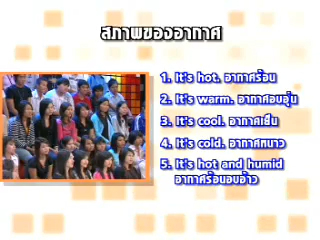 สภาพของอากาศ
1. It's hot. อากาศร้อน
2. It's warm. อากาศอบอุ่น
3. It's cool. อากาศเย็น
4. It's cold. อากาศหนาว
5. It's hot and humid
อากาศร้อนอบอ้าว